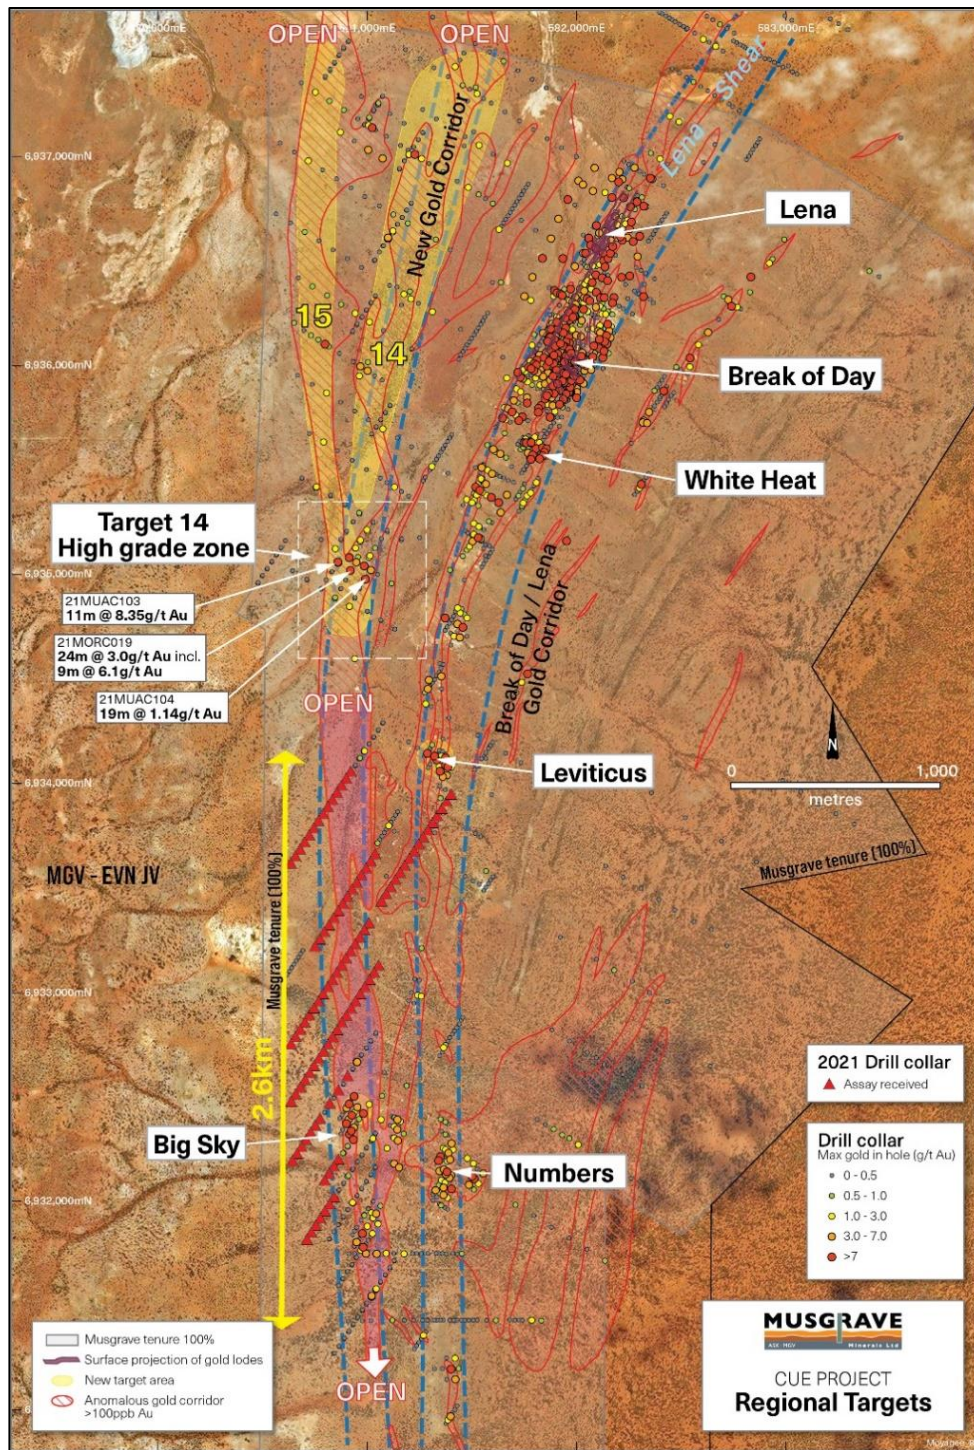 OPEN
OPEN
582,000mE
583,000mE
Lena Shear
6,937,000mN
New Gold Corridor
Lena
15
14
6,936,000mN
Break of Day
White Heat
Target 14
High grade zone
6,935,000mN
21MUAC103
11m @ 8.35g/t Au
21MORC019
24m @ 3.0g/t Au incl.
9m @ 6.1g/t Au
21MUAC104
19m @ 1.14g/t Au
Break of Day / Lena
Gold Corridor
OPEN
Leviticus
N
0 1,000
metres
6,934,000mN
MGV - EVN JV
Musgrave tenure (100%)
Musgrave tenure (100%)
6,933,000mN
2.6km
Big Sky
Numbers
6,932,000mN
2021 Drill collar
Assay received
Drill collar
Max gold in hole (g/t Au)
0 - 0.5
0.5 - 1.0
1.0 - 3.0
3.0 - 7.0
>7
OPEN
Musgrave tenure 100%
Surface projection of gold lodes
New target area
Anomalous gold corridor
>100ppb Au
MUSGRAVE
ASX: MGV Minerals Ltd
CUE PROJECT
Regional Targets